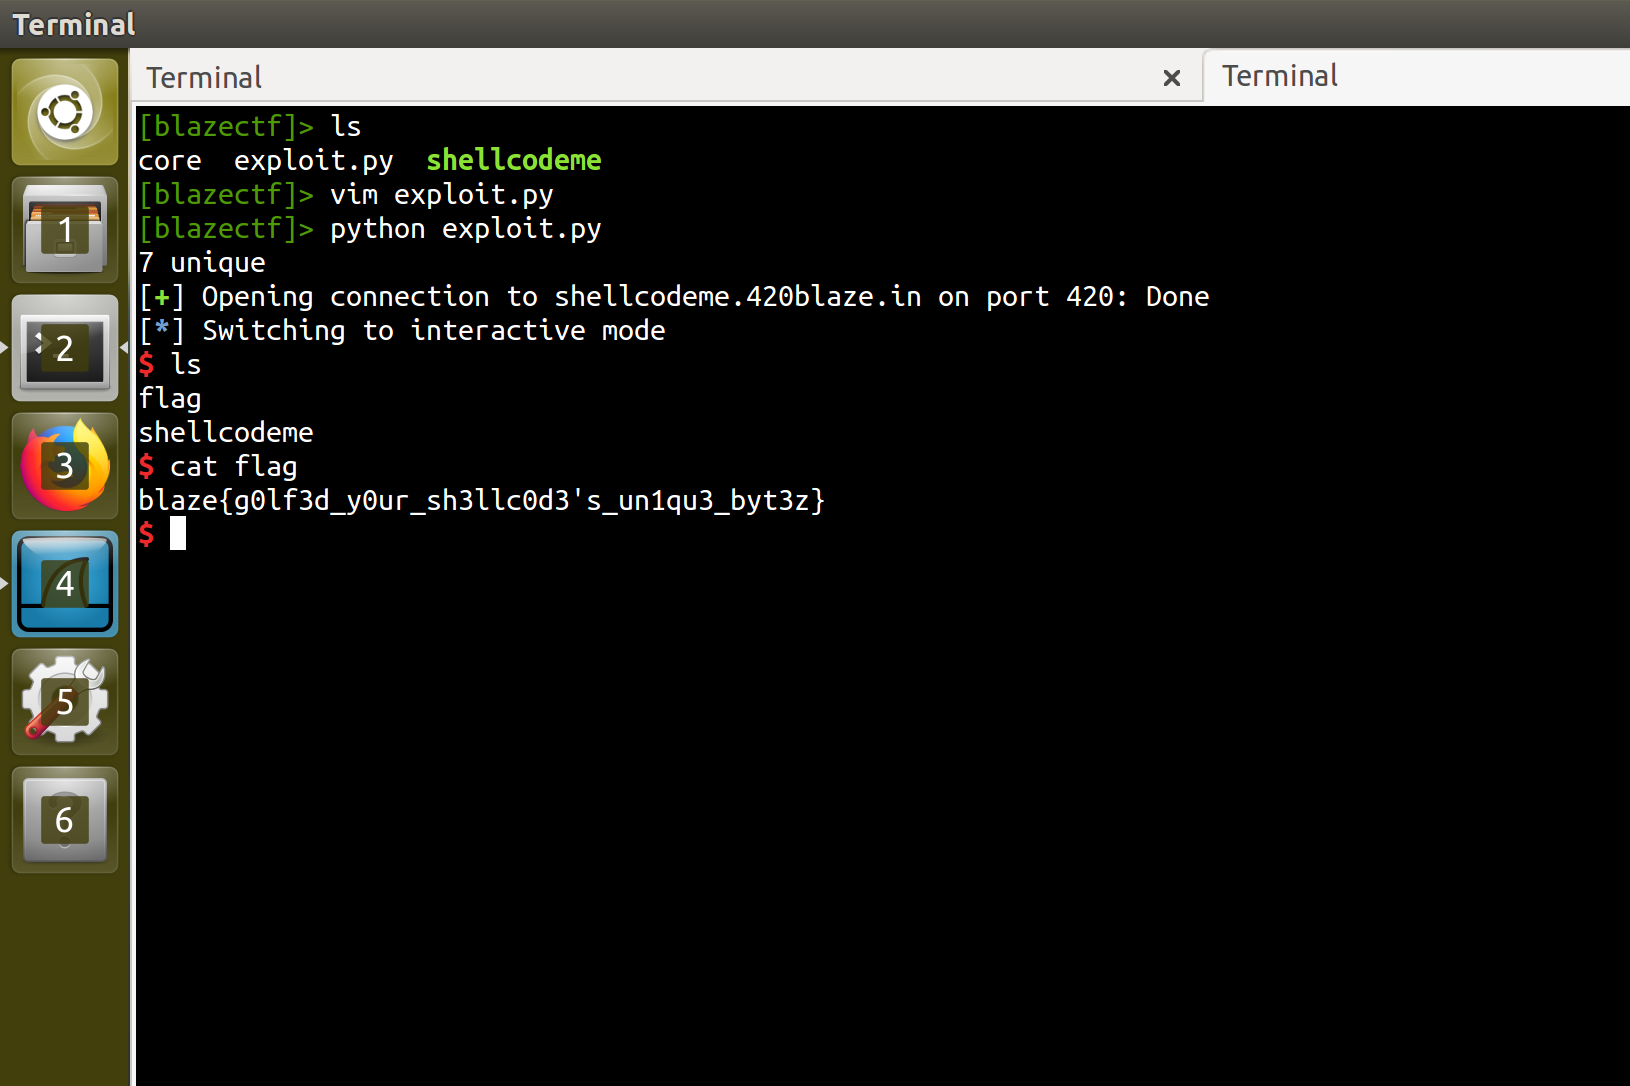 Terminal
Terminal × Terminal
[blazectf]> ls
core exploit.py shellcodeme
[blazectf]> vim exploit.py
[blazectf]> python exploit.py
7 unique
[+] Opening connection to shellcodeme.420blaze.in on port 420: Done
[*] Switching to interactive mode
$ ls
flag
shellcodeme
$ cat flag
blaze{g0lf3d_y0ur_sh3llc0d3's_un1qu3_byt3z}
$
1
2
3
4
5
6